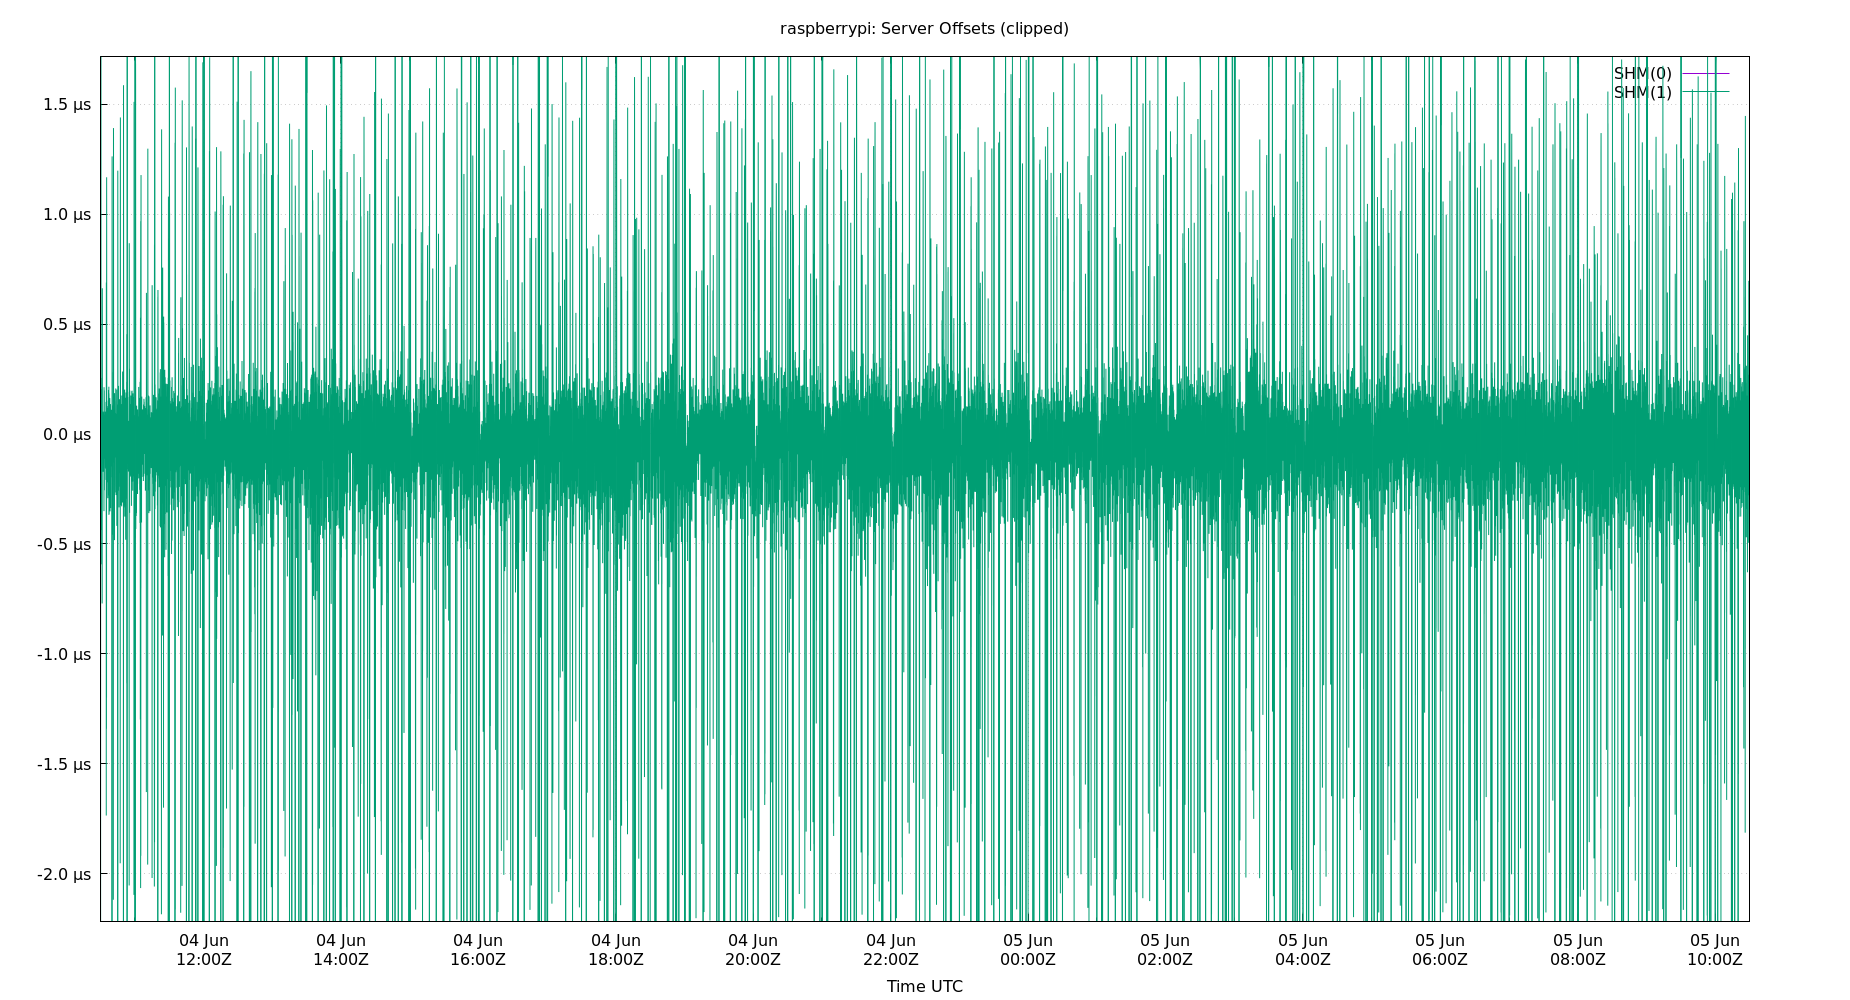 raspberrypi: Server Offsets (clipped)
SHM(0)
SHM(1)
1.5 µs
1.0 µs
0.5 µs
0.0 µs
-0.5 µs
-1.0 µs
-1.5 µs
-2.0 µs
04 Jun 04 Jun 04 Jun 04 Jun 04 Jun 04 Jun 05 Jun 05 Jun 05 Jun 05 Jun 05 Jun 05 Jun
12:00Z 14:00Z 16:00Z 18:00Z 20:00Z 22:00Z 00:00Z 02:00Z 04:00Z 06:00Z 08:00Z 10:00Z
Time UTC